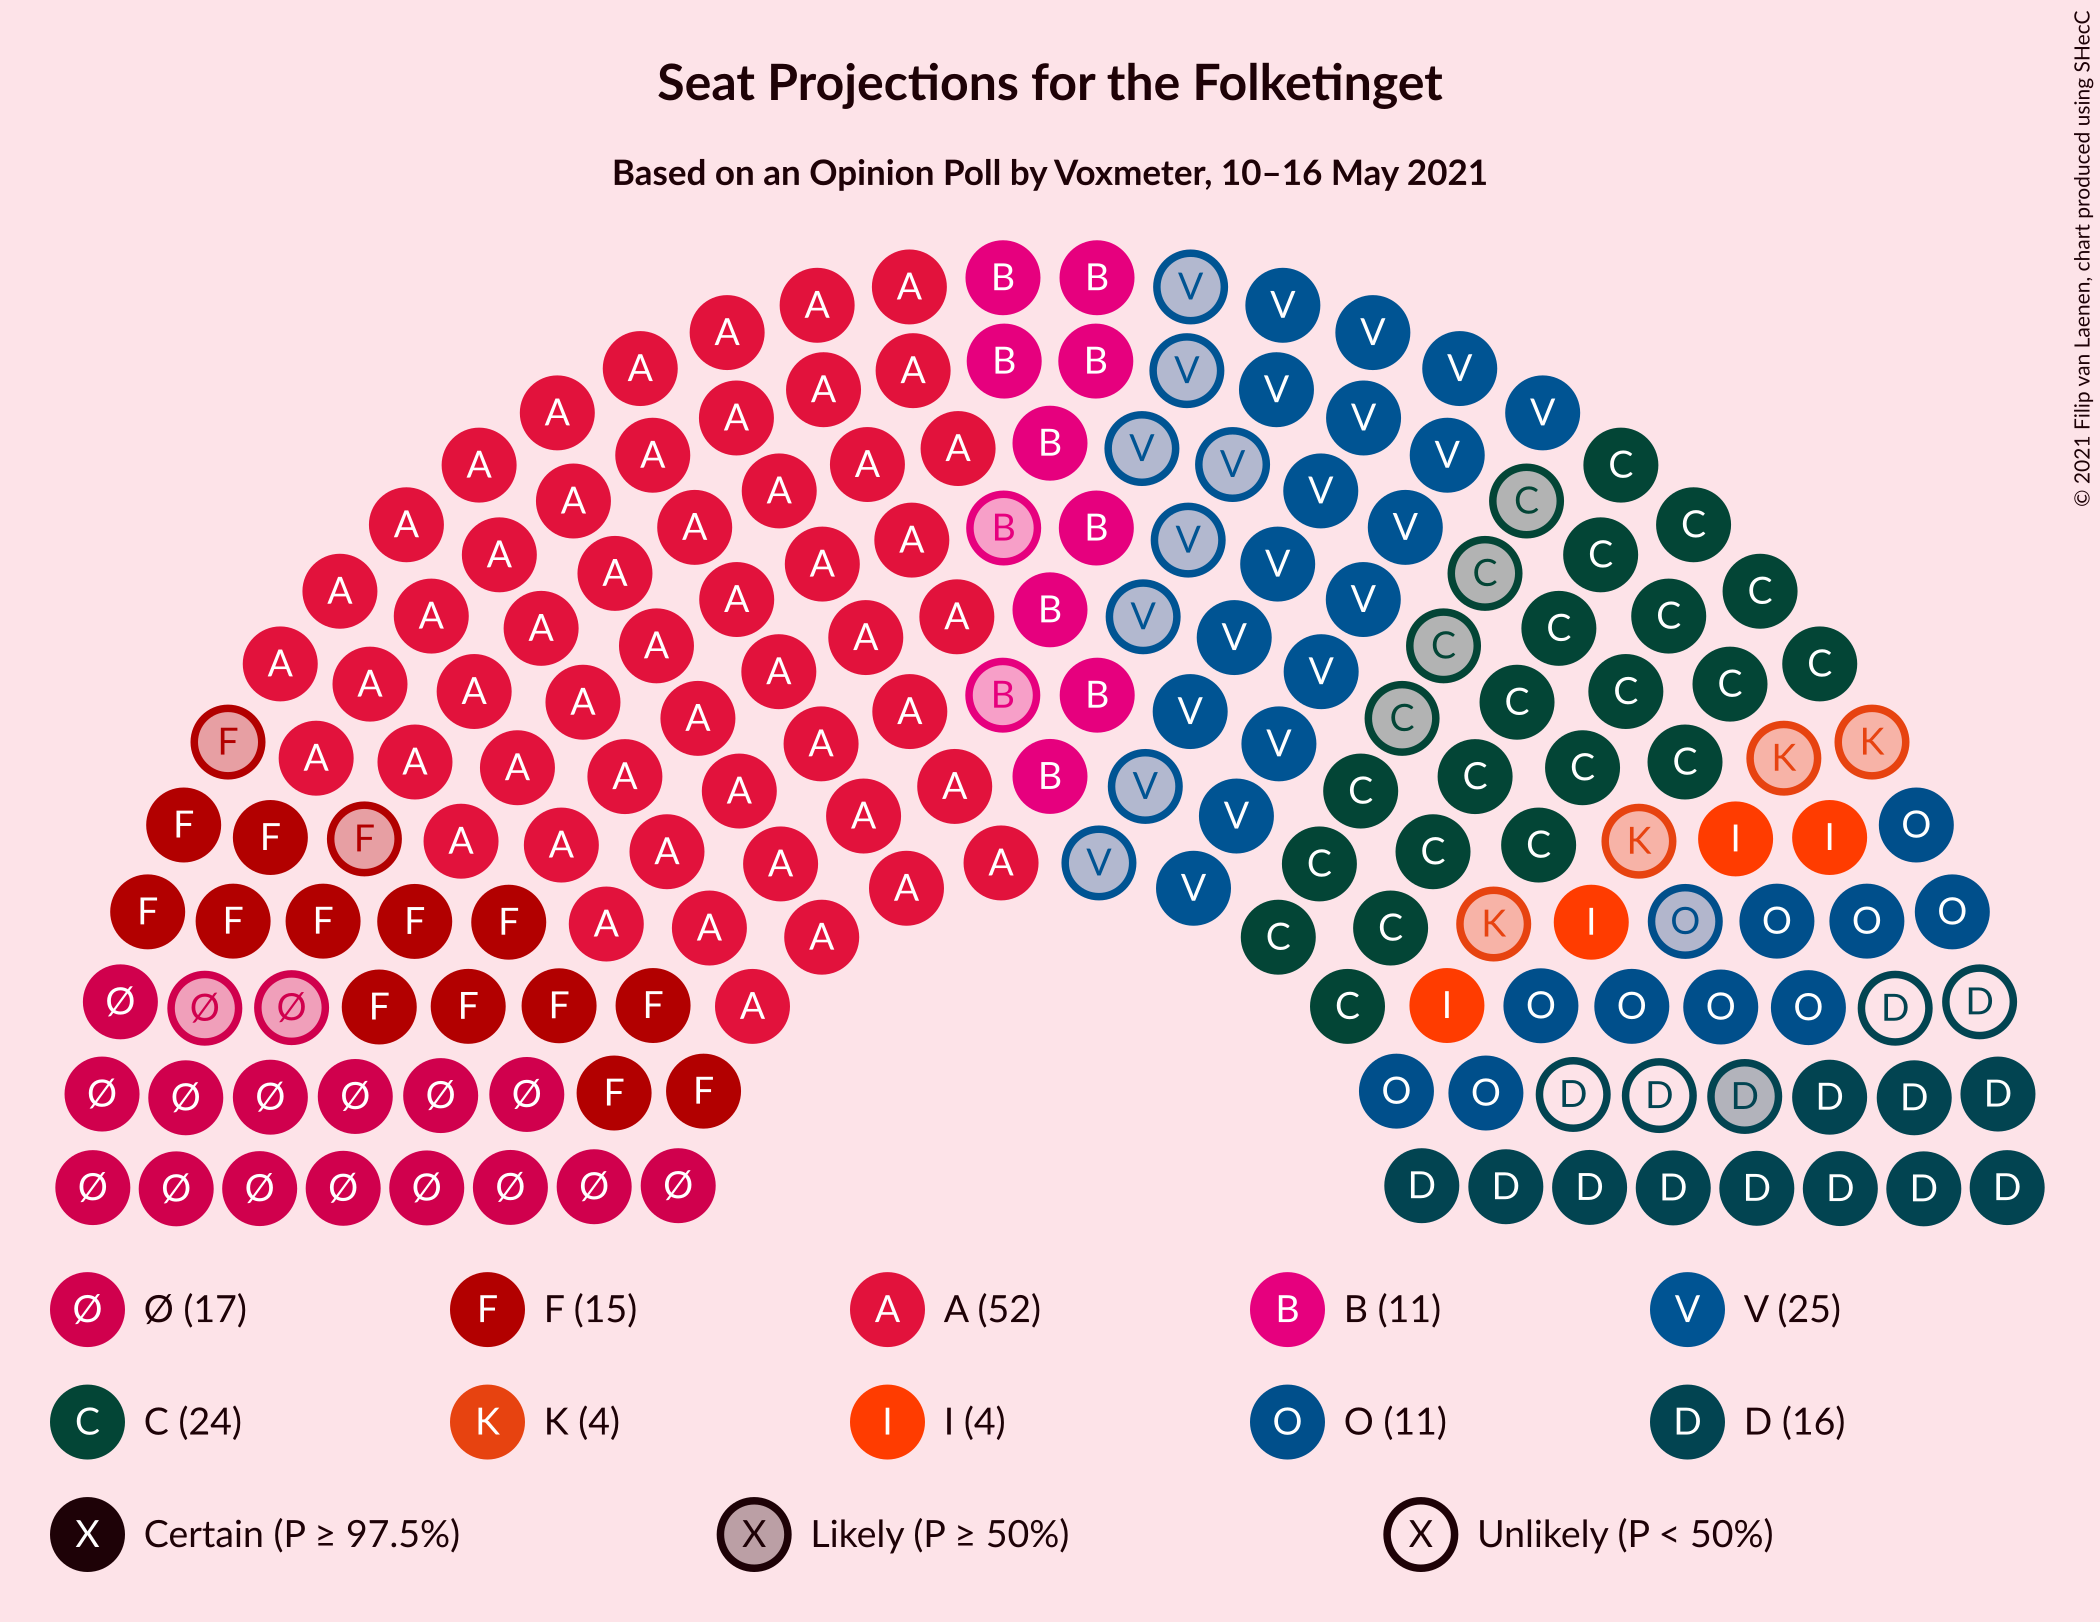 Seat Projections for the Folketinget
Based on an Opinion Poll by Voxmeter, 10–16 May 2021
© 2021 Filip van Laenen, chart produced using SHecC
B B
A A V V
A A V V
A B B V
A A A V V
A A V V
A A B V
A A A V V C
A A A V V C
A A B B V C
A A A V V C C
A A A V V C C
A A A B V C C
A A A A V V C C C
A A A A V V C C C
A A A B B V C C C
A A A A V V C C C
F A A A A V C C K K
A A A B V C C
F A A A A V C C O
F F A A A A V C C K I I
A A V V C
F F F F F A A A A V C C K I O O O O
Ø Ø Ø F F F F A C I O O O O D D
Ø Ø Ø Ø Ø Ø F F O O D D D D D D
Ø Ø Ø Ø Ø Ø Ø Ø D D D D D D D D
Ø Ø (17) F F (15) A A (52) B B (11) V V (25)
C C (24) K K (4) I I (4) O O (11) D D (16)
X Certain (P ≥ 97.5%) X Likely (P ≥ 50%) X Unlikely (P < 50%)